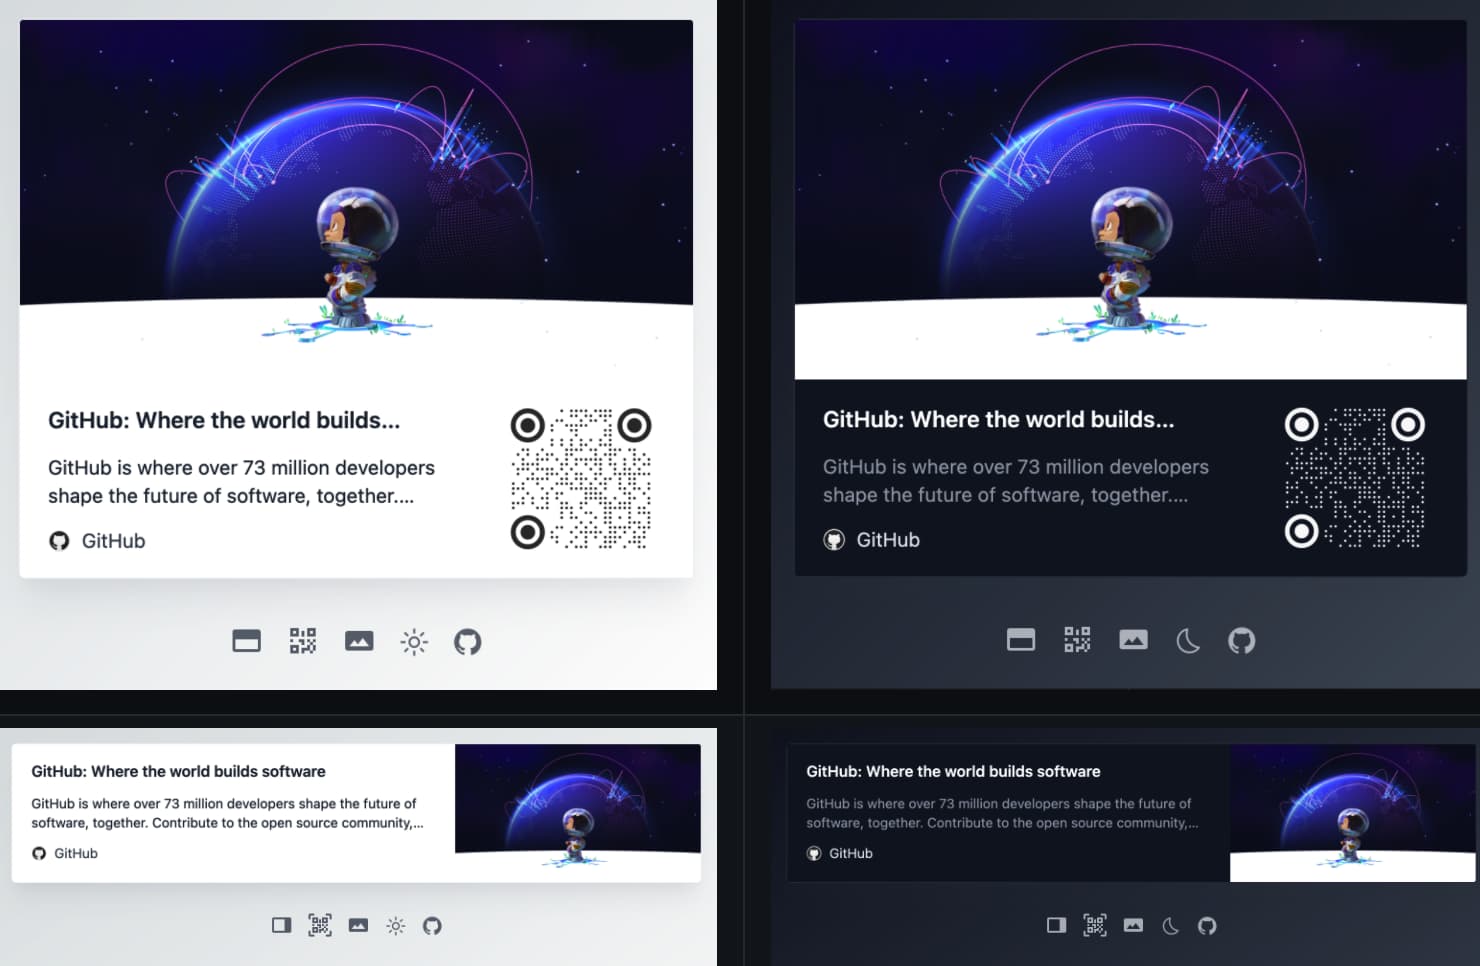 GitHub: Where the world builds...
GitHub is where over 73 million developers
shape the future of software, together....
GitHub
GitHub: Where the world builds...
GitHub is where over 73 million developers
shape the future of software, together....
GitHub
GitHub: Where the world builds software
GitHub is where over 73 million developers shape the future of
software, together. Contribute to the open source community,...
GitHub
GitHub: Where the world builds software
GitHub is where over 73 million developers shape the future of
software, together. Contribute to the open source community,...
GitHub